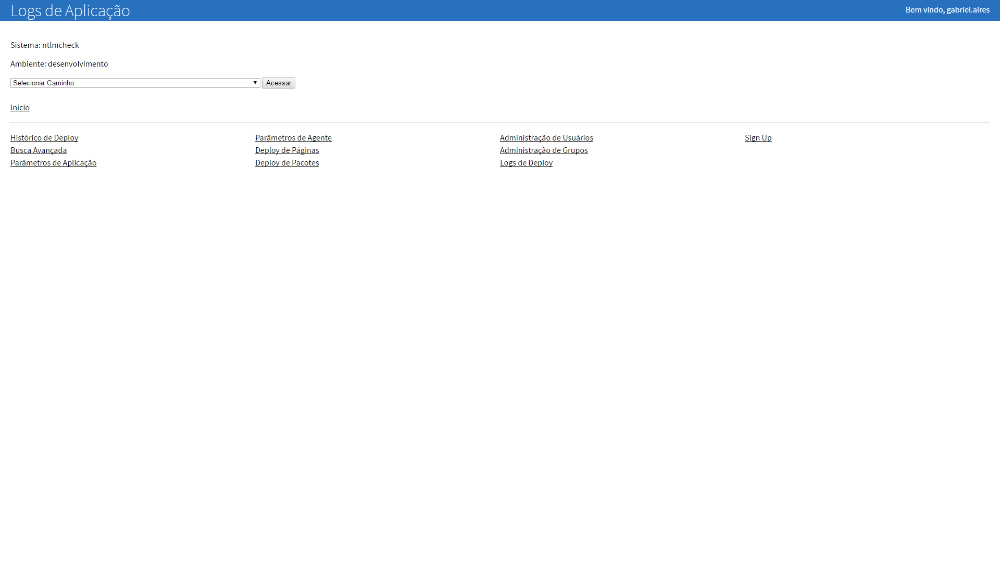 Logs de Aplicação
Bem vindo, gabriel.aires
Sistema: ntlmcheck
Ambiente: desenvolvimento
Selecionar Caminho... Acessar
Início
Histórico de Deploy
Busca Avançada
Parâmetros de Aplicação
Parâmetros de Agente
Deploy de Páginas
Deploy de Pacotes
Administração de Usuários
Administração de Grupos
Logs de Deploy
Sign Up